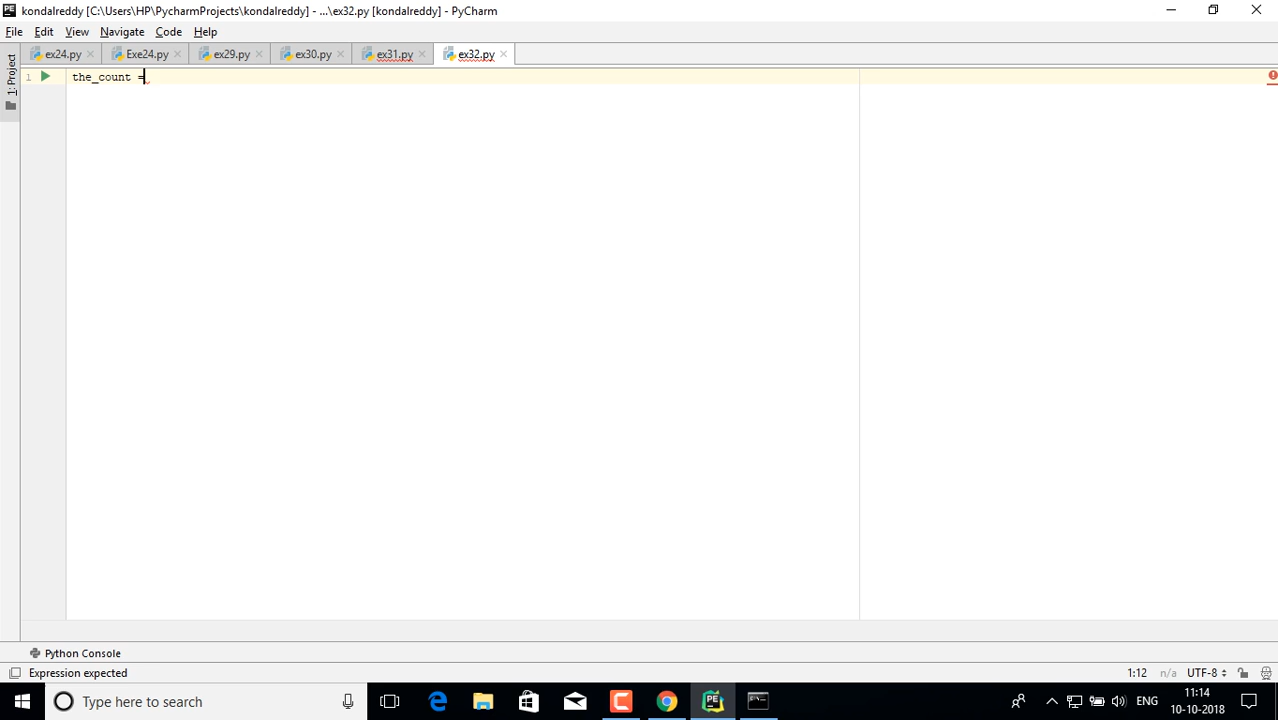 kondalreddy [C:\Users\HP\PycharmProjects\kondalreddy] - ...\ex32.py [kondalreddy] - PyCharm
File Edit View Navigate Code Help
ex24.py Exe24.py ex29.py ex30.py ex31.py ex32.py
1: Project
1 the_count =
Python Console
Expression expected 1:12 n/a UTF-8
Type here to search
ENG
11:14
10-10-2018